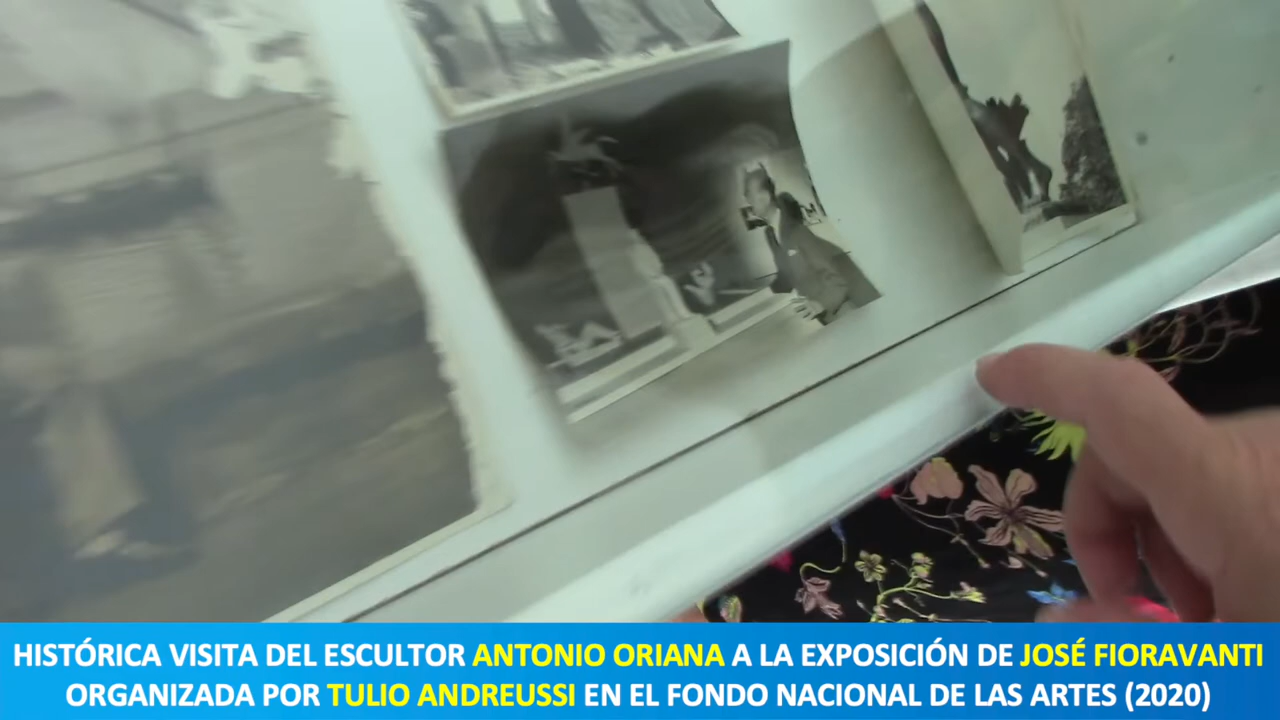 HISTÓRICA VISITA DEL ESCULTOR ANTONIO ORIANA A LA EXPOSICIÓN DE JOSÉ FIORAVANTI
ORGANIZADA POR TULIO ANDREUSSI EN EL FONDO NACIONAL DE LAS ARTES (2020)